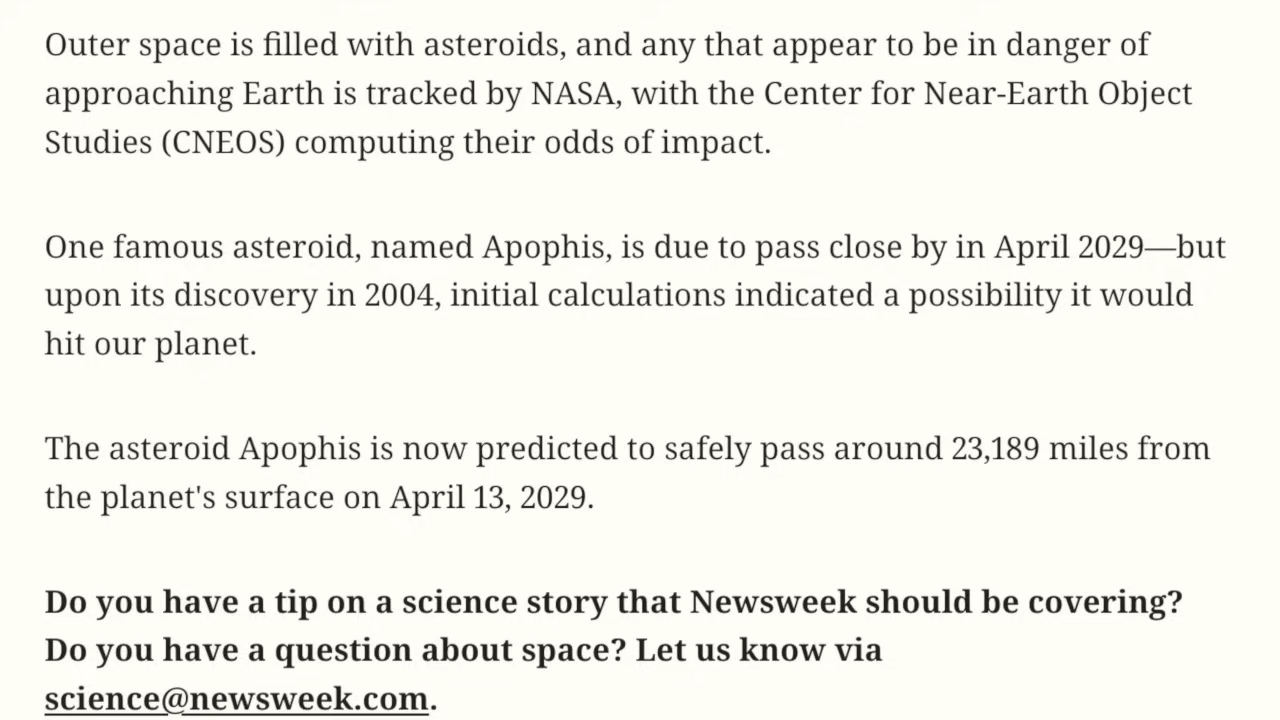 Outer space is filled with asteroids, and any that appear to be in danger of
approaching Earth is tracked by NASA, with the Center for Near-Earth Object
Studies (CNEOS) computing their odds of impact.
One famous asteroid, named Apophis, is due to pass close by in April 2029—but
upon its discovery in 2004, initial calculations indicated a possibility it would
hit our planet.
The asteroid Apophis is now predicted to safely pass around 23,189 miles from
the planet's surface on April 13, 2029.
Do you have a tip on a science story that Newsweek should be covering?
Do you have a question about space? Let us know via
science@newsweek.com.